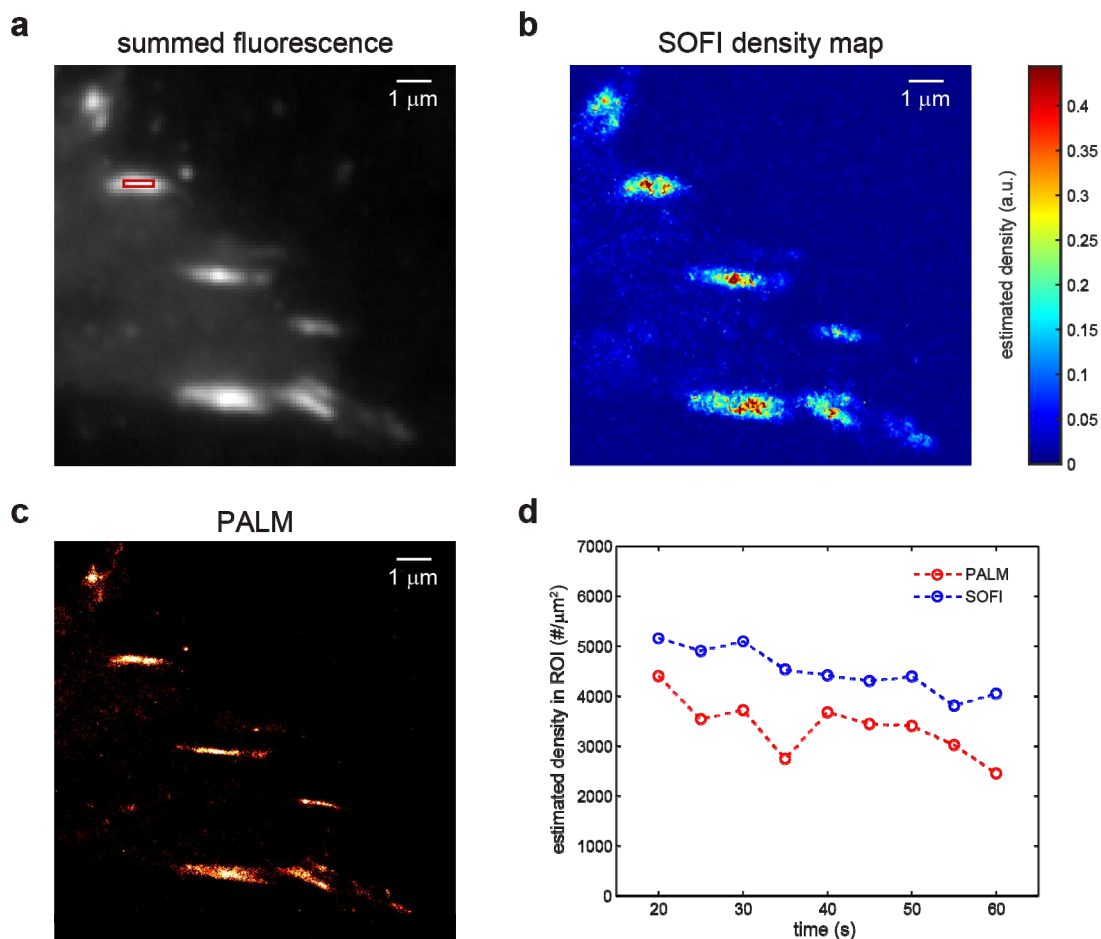 a
summed fluorescence
1 μm
b
SOFI density map
1 μm
0.4
0.35
0.3
0.25
0.2
0.15
0.1
0.05
0
estimated density (a.u.)
c
PALM
1 μm
d
7000
6000
5000
4000
3000
2000
1000
0
estimated density in ROI (#/μm²)
PALM
SOFI
20 30 40 50 60
time (s)